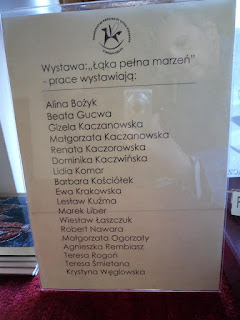 Wystawa:„Łąka pełna marzeń"
- prace wystawiają:
Alina Bożyk
Beata Gucwa
Gizela Kaczanowska
Małgorzata Kaczanowska
Renata Kaczorowska
Dominika Kaczwińska
Lidia Komar
Barbara Kościółek
Ewa Krakowska
Lesław Kuźma
Marek Liber
Wiesław Łaszczuk
Robert Nawara
Małgorzata Ogorzały
Agnieszka Rembiasz
Teresa Rogoń
Teresa Śmietana
Krystyna Węglowska